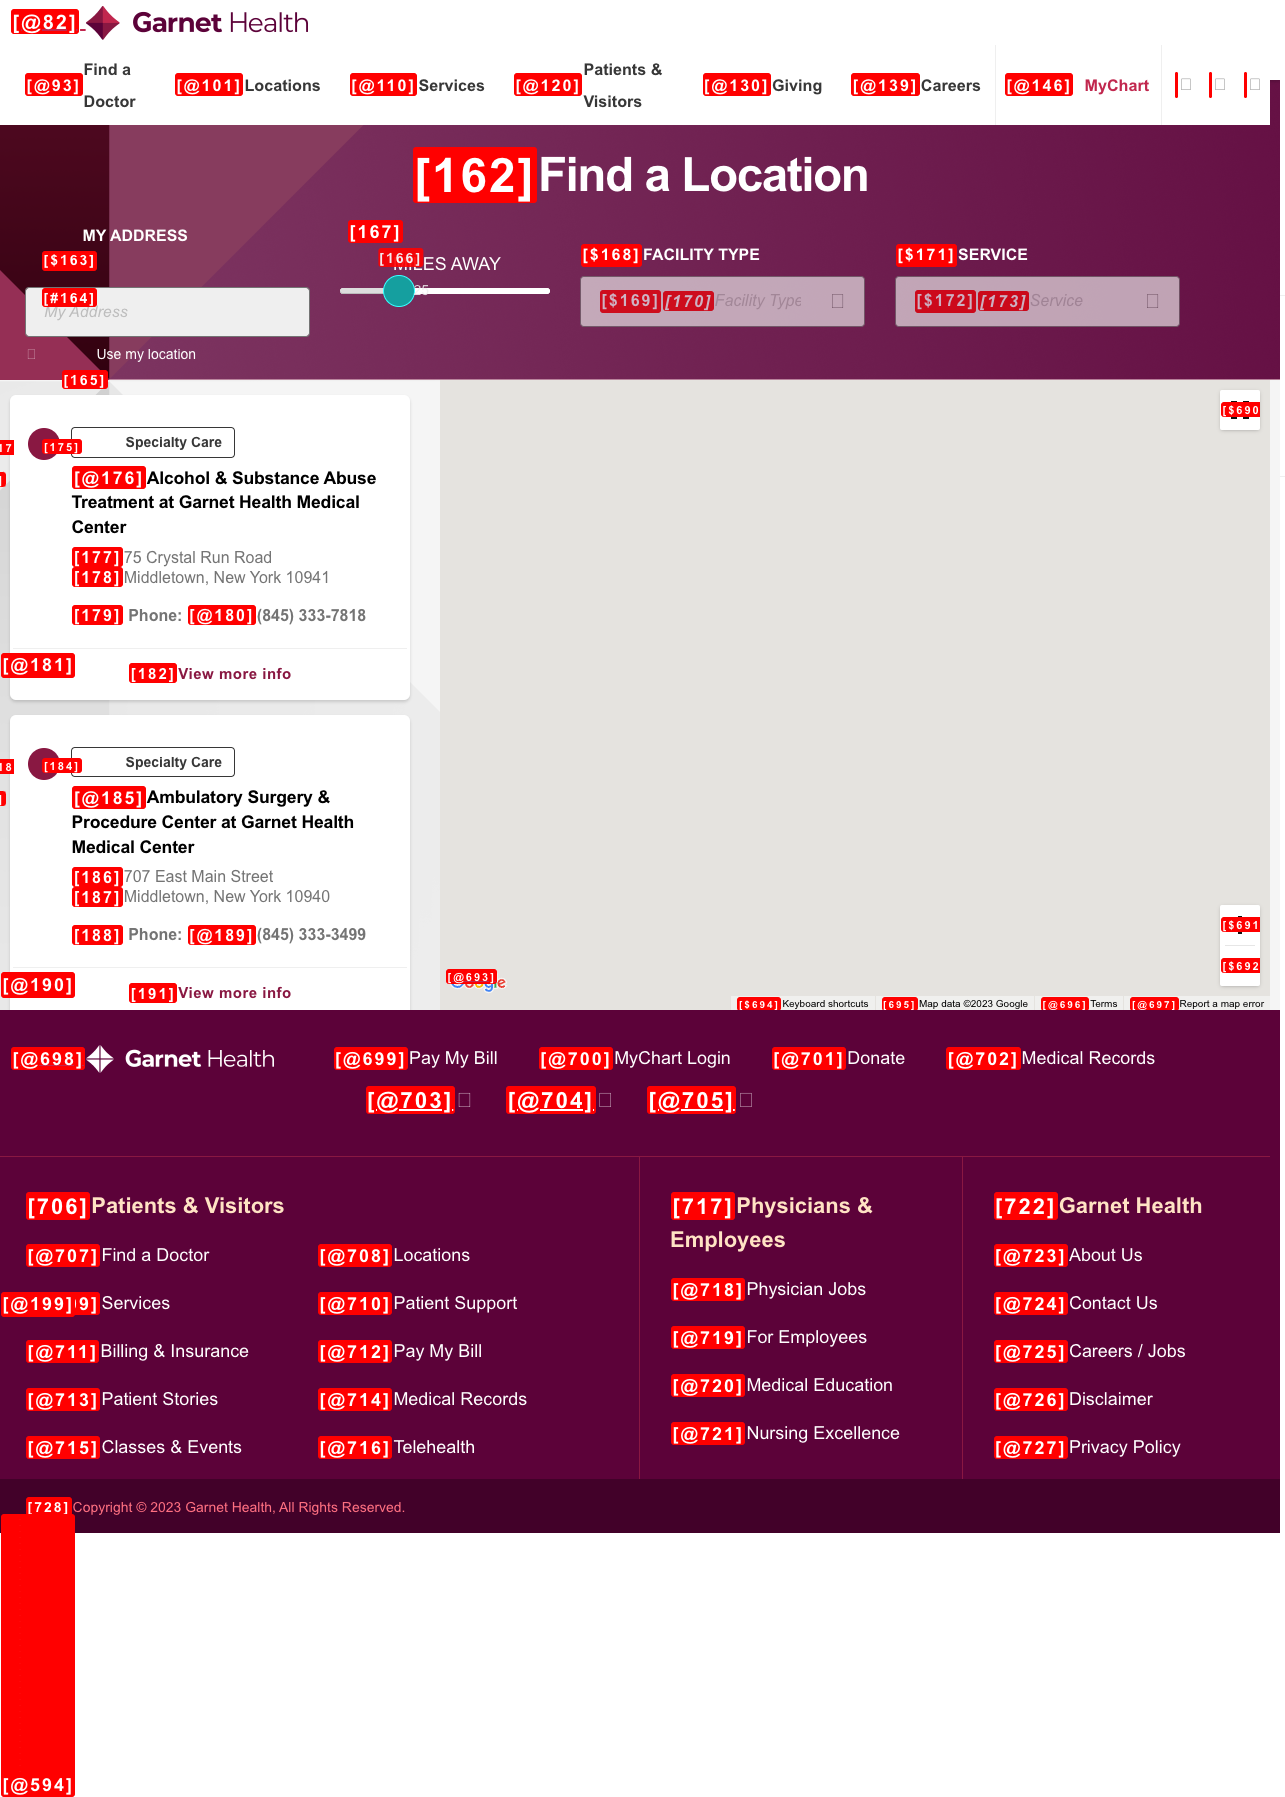 [@82] Garnet Health
[@93] Find a Doctor [@101] Locations [@110] Services [@120] Patients & Visitors [@130] Giving [@139] Careers [@146] MyChart
[162] Find a Location
MY ADDRESS
[$163]
[#164]
My Address
Use my location
[165]
[167]
[166]
AWAY
[$168] FACILITY TYPE
[$169] [170] Facility Type
[$171] SERVICE
[$172] [173] Service
[175] Specialty Care
[@176] Alcohol & Substance Abuse
Treatment at Garnet Health Medical
Center
[177] 75 Crystal Run Road
[178] Middletown, New York 10941
[179] Phone: [@180] (845) 333-7818
[@181] [182] View more info
[184] Specialty Care
[@185] Ambulatory Surgery &
Procedure Center at Garnet Health
Medical Center
[186] 707 East Main Street
[187] Middletown, New York 10940
[188] Phone: [@189] (845) 333-3499
[@190] [191] View more info
[$690
[$691
[$692
[@693]
[$694] Keyboard shortcuts [695] Map data ©2023 Google [@696] Terms [@697] Report a map error
[@698] Garnet Health [@699] Pay My Bill [@700] MyChart Login [@701] Donate [@702] Medical Records
[@703] [@704] [@705]
[706] Patients & Visitors
[@707] Find a Doctor [@708] Locations
[@199] 9] Services [@710] Patient Support
[@711] Billing & Insurance [@712] Pay My Bill
[@713] Patient Stories [@714] Medical Records
[@715] Classes & Events [@716] Telehealth
[717] Physicians &
Employees
[@718] Physician Jobs
[@719] For Employees
[@720] Medical Education
[@721] Nursing Excellence
[722] Garnet Health
[@723] About Us
[@724] Contact Us
[@725] Careers / Jobs
[@726] Disclaimer
[@727] Privacy Policy
[728] Copyright © 2023 Garnet Health, All Rights Reserved.
[@594]